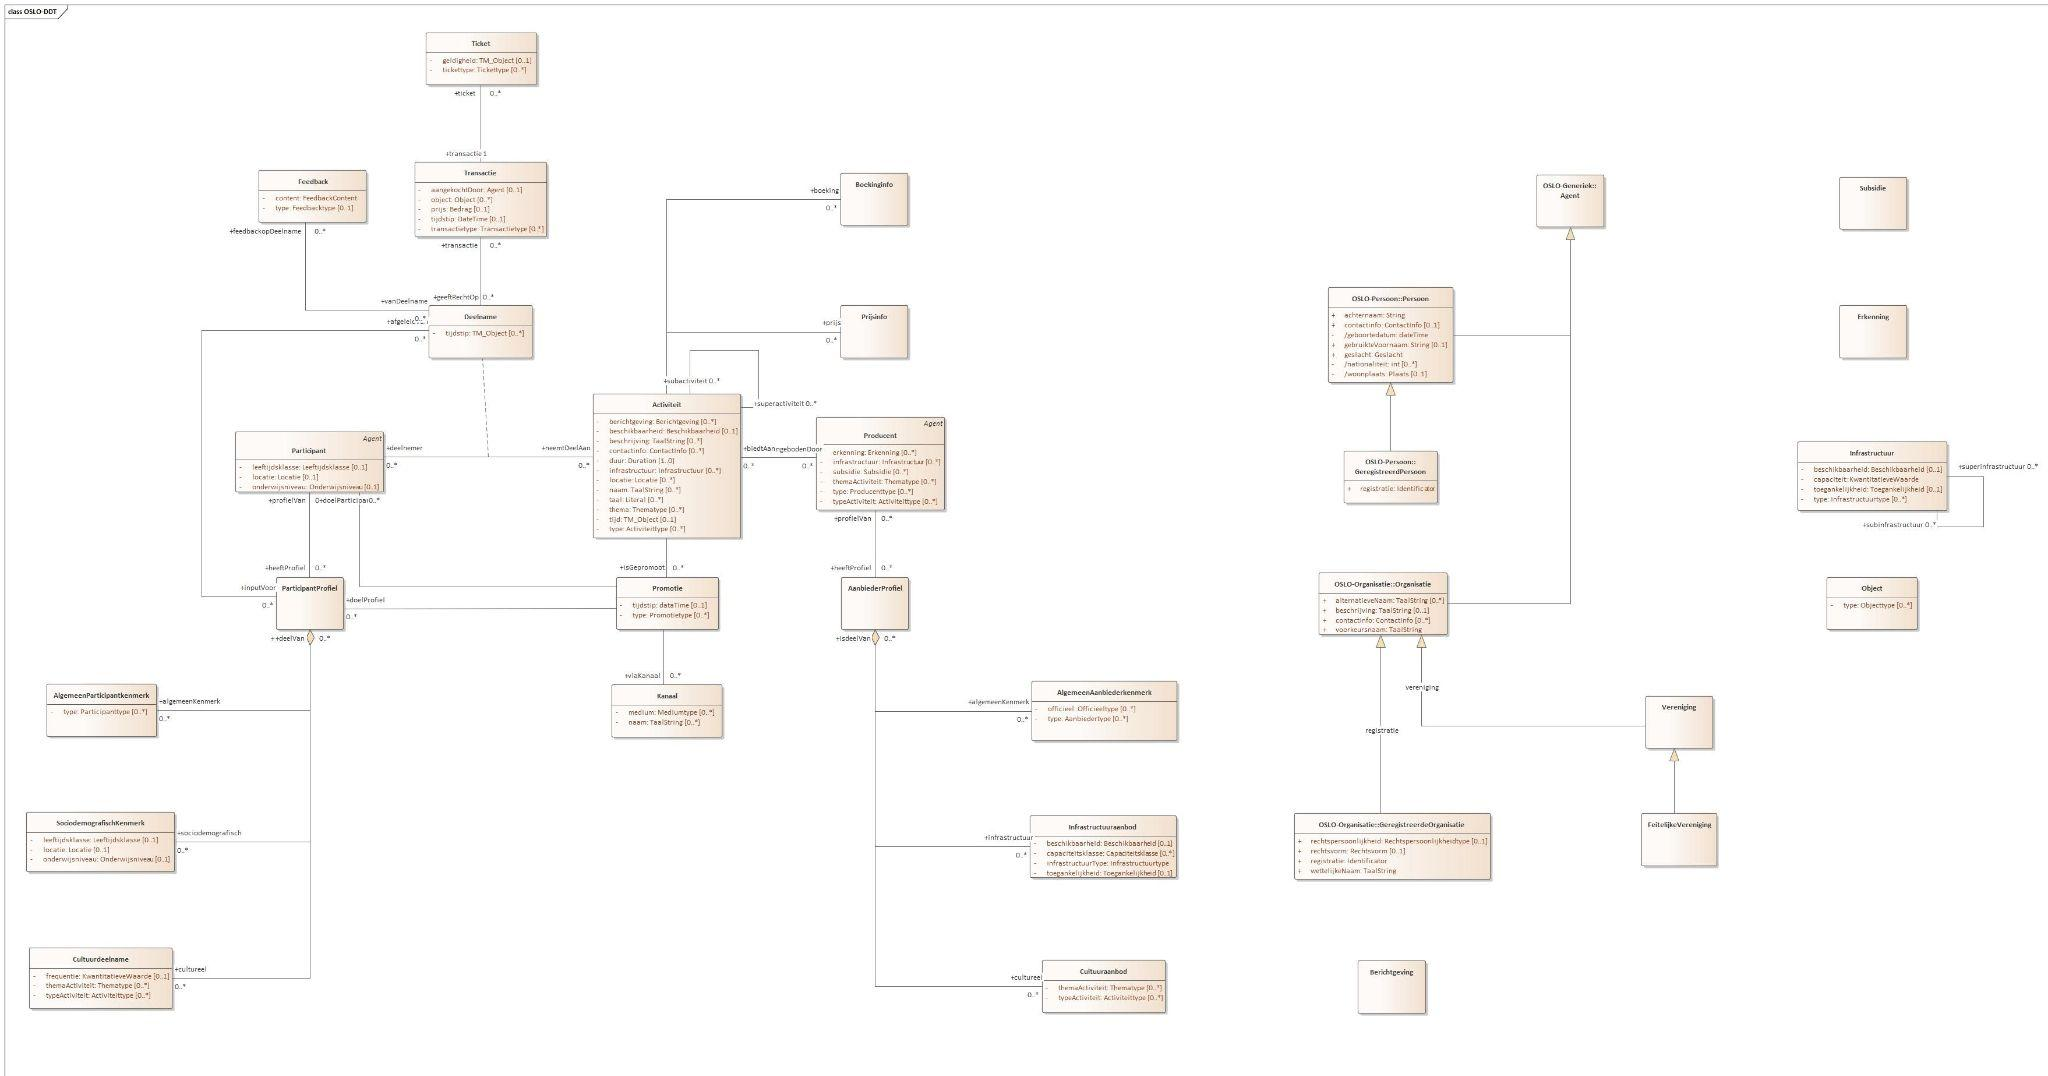 class OSLO-DDT
Ticket
- geldigheid: TM_Object [0..1]
- tickettype: Tickettype [0..*]
+ticket 0..*
+transactie 1
Transactie
- aangekochtDoor: Agent [0..1]
- object: Object [0..*]
- prijs: Bedrag [0..1]
- tijdstip: DateTime [0..1]
- transactietype: Transactietype [0..*]
+transactie 0..*
+geeftRechtOp 0..*
Feedback
- content: FeedbackContent
- type: Feedbacktype [0..1]
+feedbackopDeelname 0..*
+vanDeelname
0..*
Deelname
- tijdstip: TM_Object [0..*]
0..*
Boekinginfo
+boeking
0..*
Prijsinfo
+prijs
0..*
+subactiviteit 0..*
+superactiviteit 0..*
Activiteit
- berichtgeving: Berichtgeving [0..*]
- beschikbaarheid: Beschikbaarheid [0..1]
- beschrijving: TaalString [0..*]
- contactinfo: ContactInfo [0..*]
- duur: Duration [1..0]
- infrastructuur: Infrastructuur [0..*]
- locatie: Locatie [0..*]
- naam: TaalString [0..*]
- taal: Literal [0..*]
- thema: Thematype [0..*]
- tijd: TM_Object [0..1]
- type: Activiteittype [0..*]
Agent
Participant
- leeftijdsklasse: Leeftijdsklasse [0..1]
- locatie: Locatie [0..1]
- onderwijsniveau: Onderwijsniveau [0..1]
+deelnemer
0..*
+neemtDeelAan
0..*
+biedtAan
0..*
0..*
Agent
Producent
- erkenning: Erkenning [0..*]
- infrastructuur: Infrastructuur [0..*]
- subsidie: Subsidie [0..*]
- themaActiviteit: Thematype [0..*]
- type: Producenttype [0..*]
- typeActiviteit: Activiteittype [0..*]
+profielVan
+heeftProfiel 0..*
+inputVoor
0..*
ParticipantProfiel
+doelProfiel
0..*
+isGepromoot 0..*
Promotie
- tijdstip: dataTime [0..1]
- type: Promotietype [0..*]
+viaKanaal 0..*
Kanaal
- medium: Mediumtype [0..*]
- naam: TaalString [0..*]
+profielVan 0..*
+heeftProfiel 0..*
AanbiederProfiel
+isdeelVan 0..*
+deelVan 0..*
AlgemeenParticipantkenmerk
- type: Participanttype [0..*]
+algemeenKenmerk
0..*
SociodemografischKenmerk
- leeftijdsklasse: Leeftijdsklasse [0..1]
- locatie: Locatie [0..1]
- onderwijsniveau: Onderwijsniveau [0..1]
+sociodemografisch
0..*
Cultuurdeelname
- frequentie: KwantitatieveWaarde [0..1]
- themaActiviteit: Thematype [0..*]
- typeActiviteit: Activiteittype [0..*]
+cultureel
0..*
+algemeenKenmerk
0..*
AlgemeenAanbiederkenmerk
- officieel: Officieeltype [0..*]
- type: Aanbiedertype [0..*]
+infrastructuur
0..*
Infrastructuuraanbod
- beschikbaarheid: Beschikbaarheid [0..1]
- capaciteitsklasse: Capaciteitsklasse [0..*]
- infrastructuurType: Infrastructuurtype
- toegankelijkheid: Toegankelijkheid [0..1]
+cultureel
0..*
Cultuuraanbod
- themaActiviteit: Thematype [0..*]
- typeActiviteit: Activiteittype [0..*]
OSLO-Generiek::
Agent
OSLO-Persoon::Persoon
+ achternaam: String
+ contactinfo: ContactInfo [0..1]
- /geboortedatum: dateTime
+ gebruikteVoornaam: String [0..1]
+ geslacht: Geslacht
- /nationaliteit: int [0..*]
- /woonplaats: Plaats [0..1]
OSLO-Persoon::
GeregistreerdPersoon
+ registratie: Identificator
OSLO-Organisatie::Organisatie
+ alternatieveNaam: TaalString [0..*]
+ beschrijving: TaalString [0..1]
+ contactinfo: ContactInfo [0..*]
+ voorkeursnaam: TaalString
vereniging
registratie
OSLO-Organisatie::GeregistreerdeOrganisatie
+ rechtspersoonlijkheid: Rechtspersoonlijkheidtype [0..1]
+ rechtsvorm: Rechtsvorm [0..1]
+ registratie: Identificator
+ wettelijkeNaam: TaalString
Vereniging
FeitelijkeVereniging
Berichtgeving
Subsidie
Erkenning
Infrastructuur
- beschikbaarheid: Beschikbaarheid [0..1]
- capaciteit: KwantitatieveWaarde
- toegankelijkheid: Toegankelijkheid [0..1]
- type: Infrastructuurtype [0..*]
+superinfrastructuur 0..*
+subinfrastructuur 0..*
Object
- type: Objecttype [0..*]